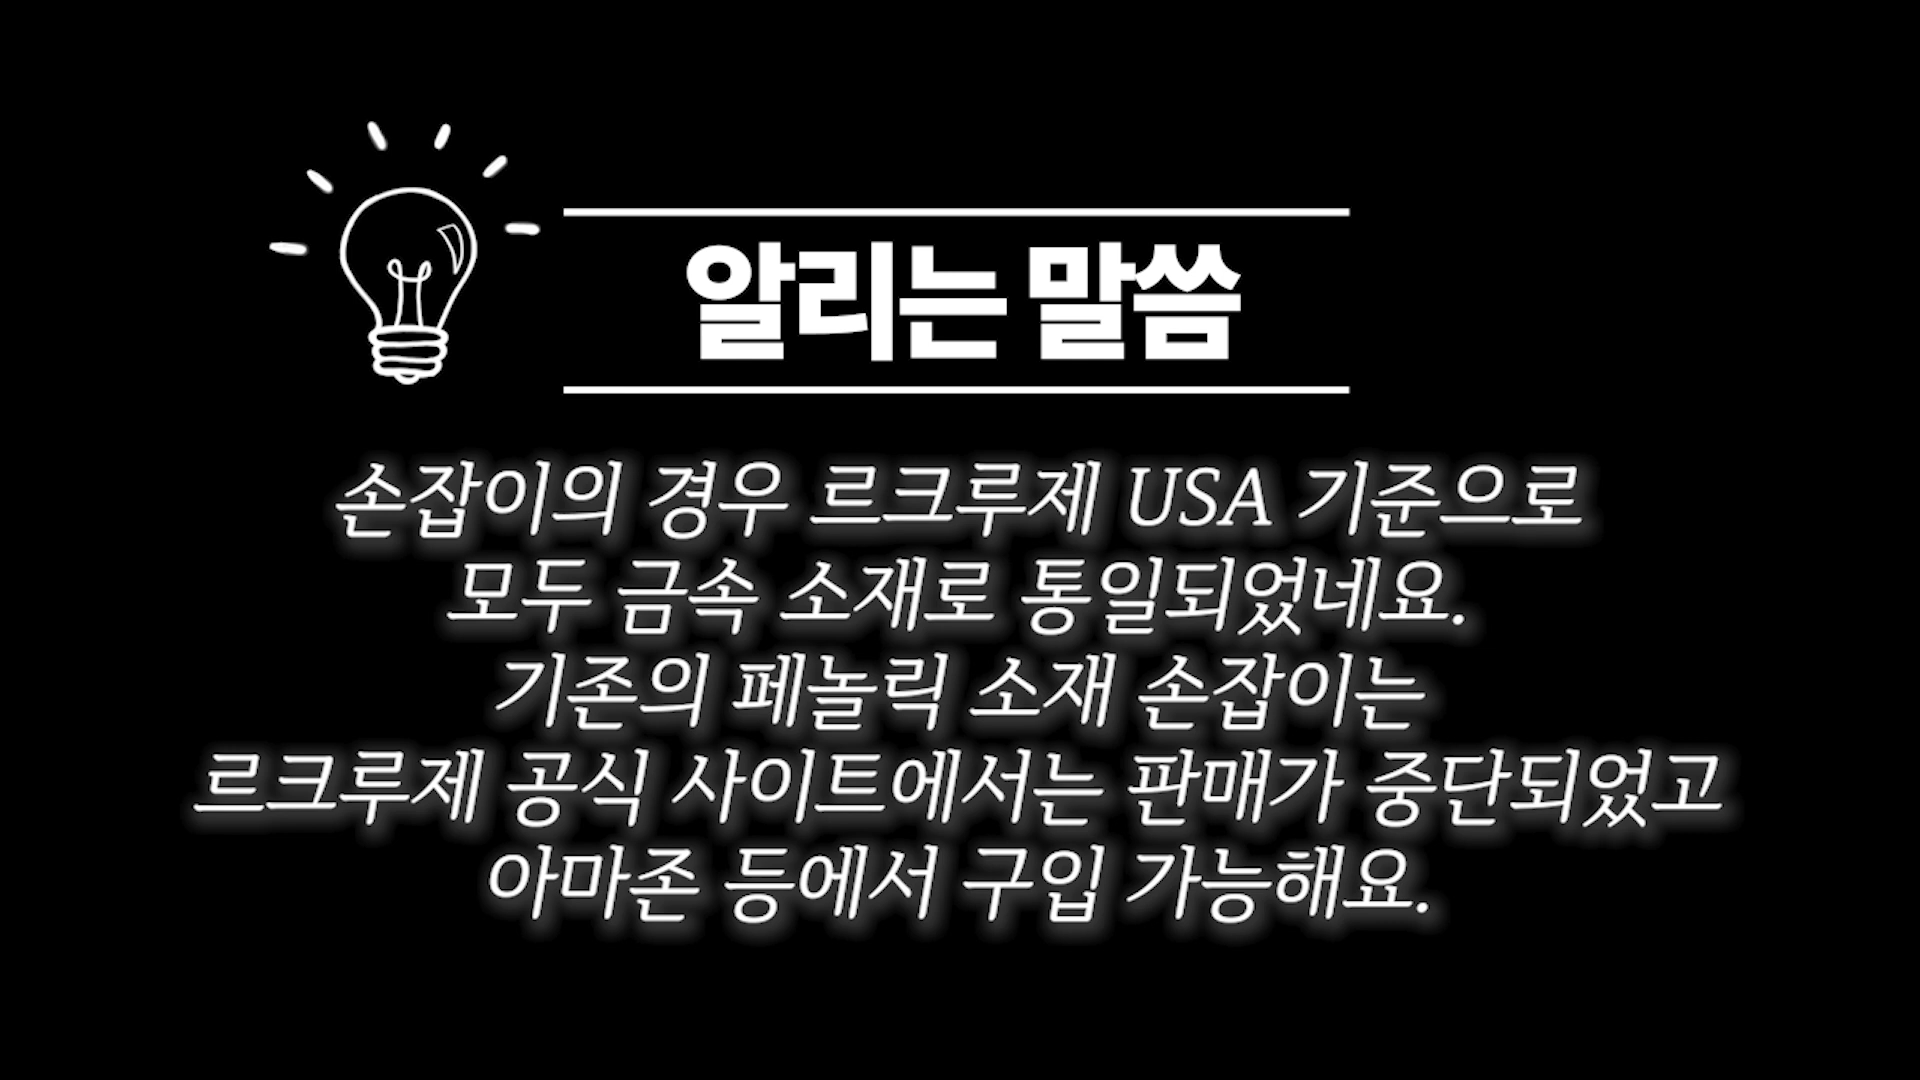 알리는 말씀
손잡이의 경우 르크루제 USA 기준으로
모두 금속 소재로 통일되었네요.
기존의 페놀릭 소재 손잡이는
르크루제 공식 사이트에서는 판매가 중단되었고
아마존 등에서 구입 가능해요.